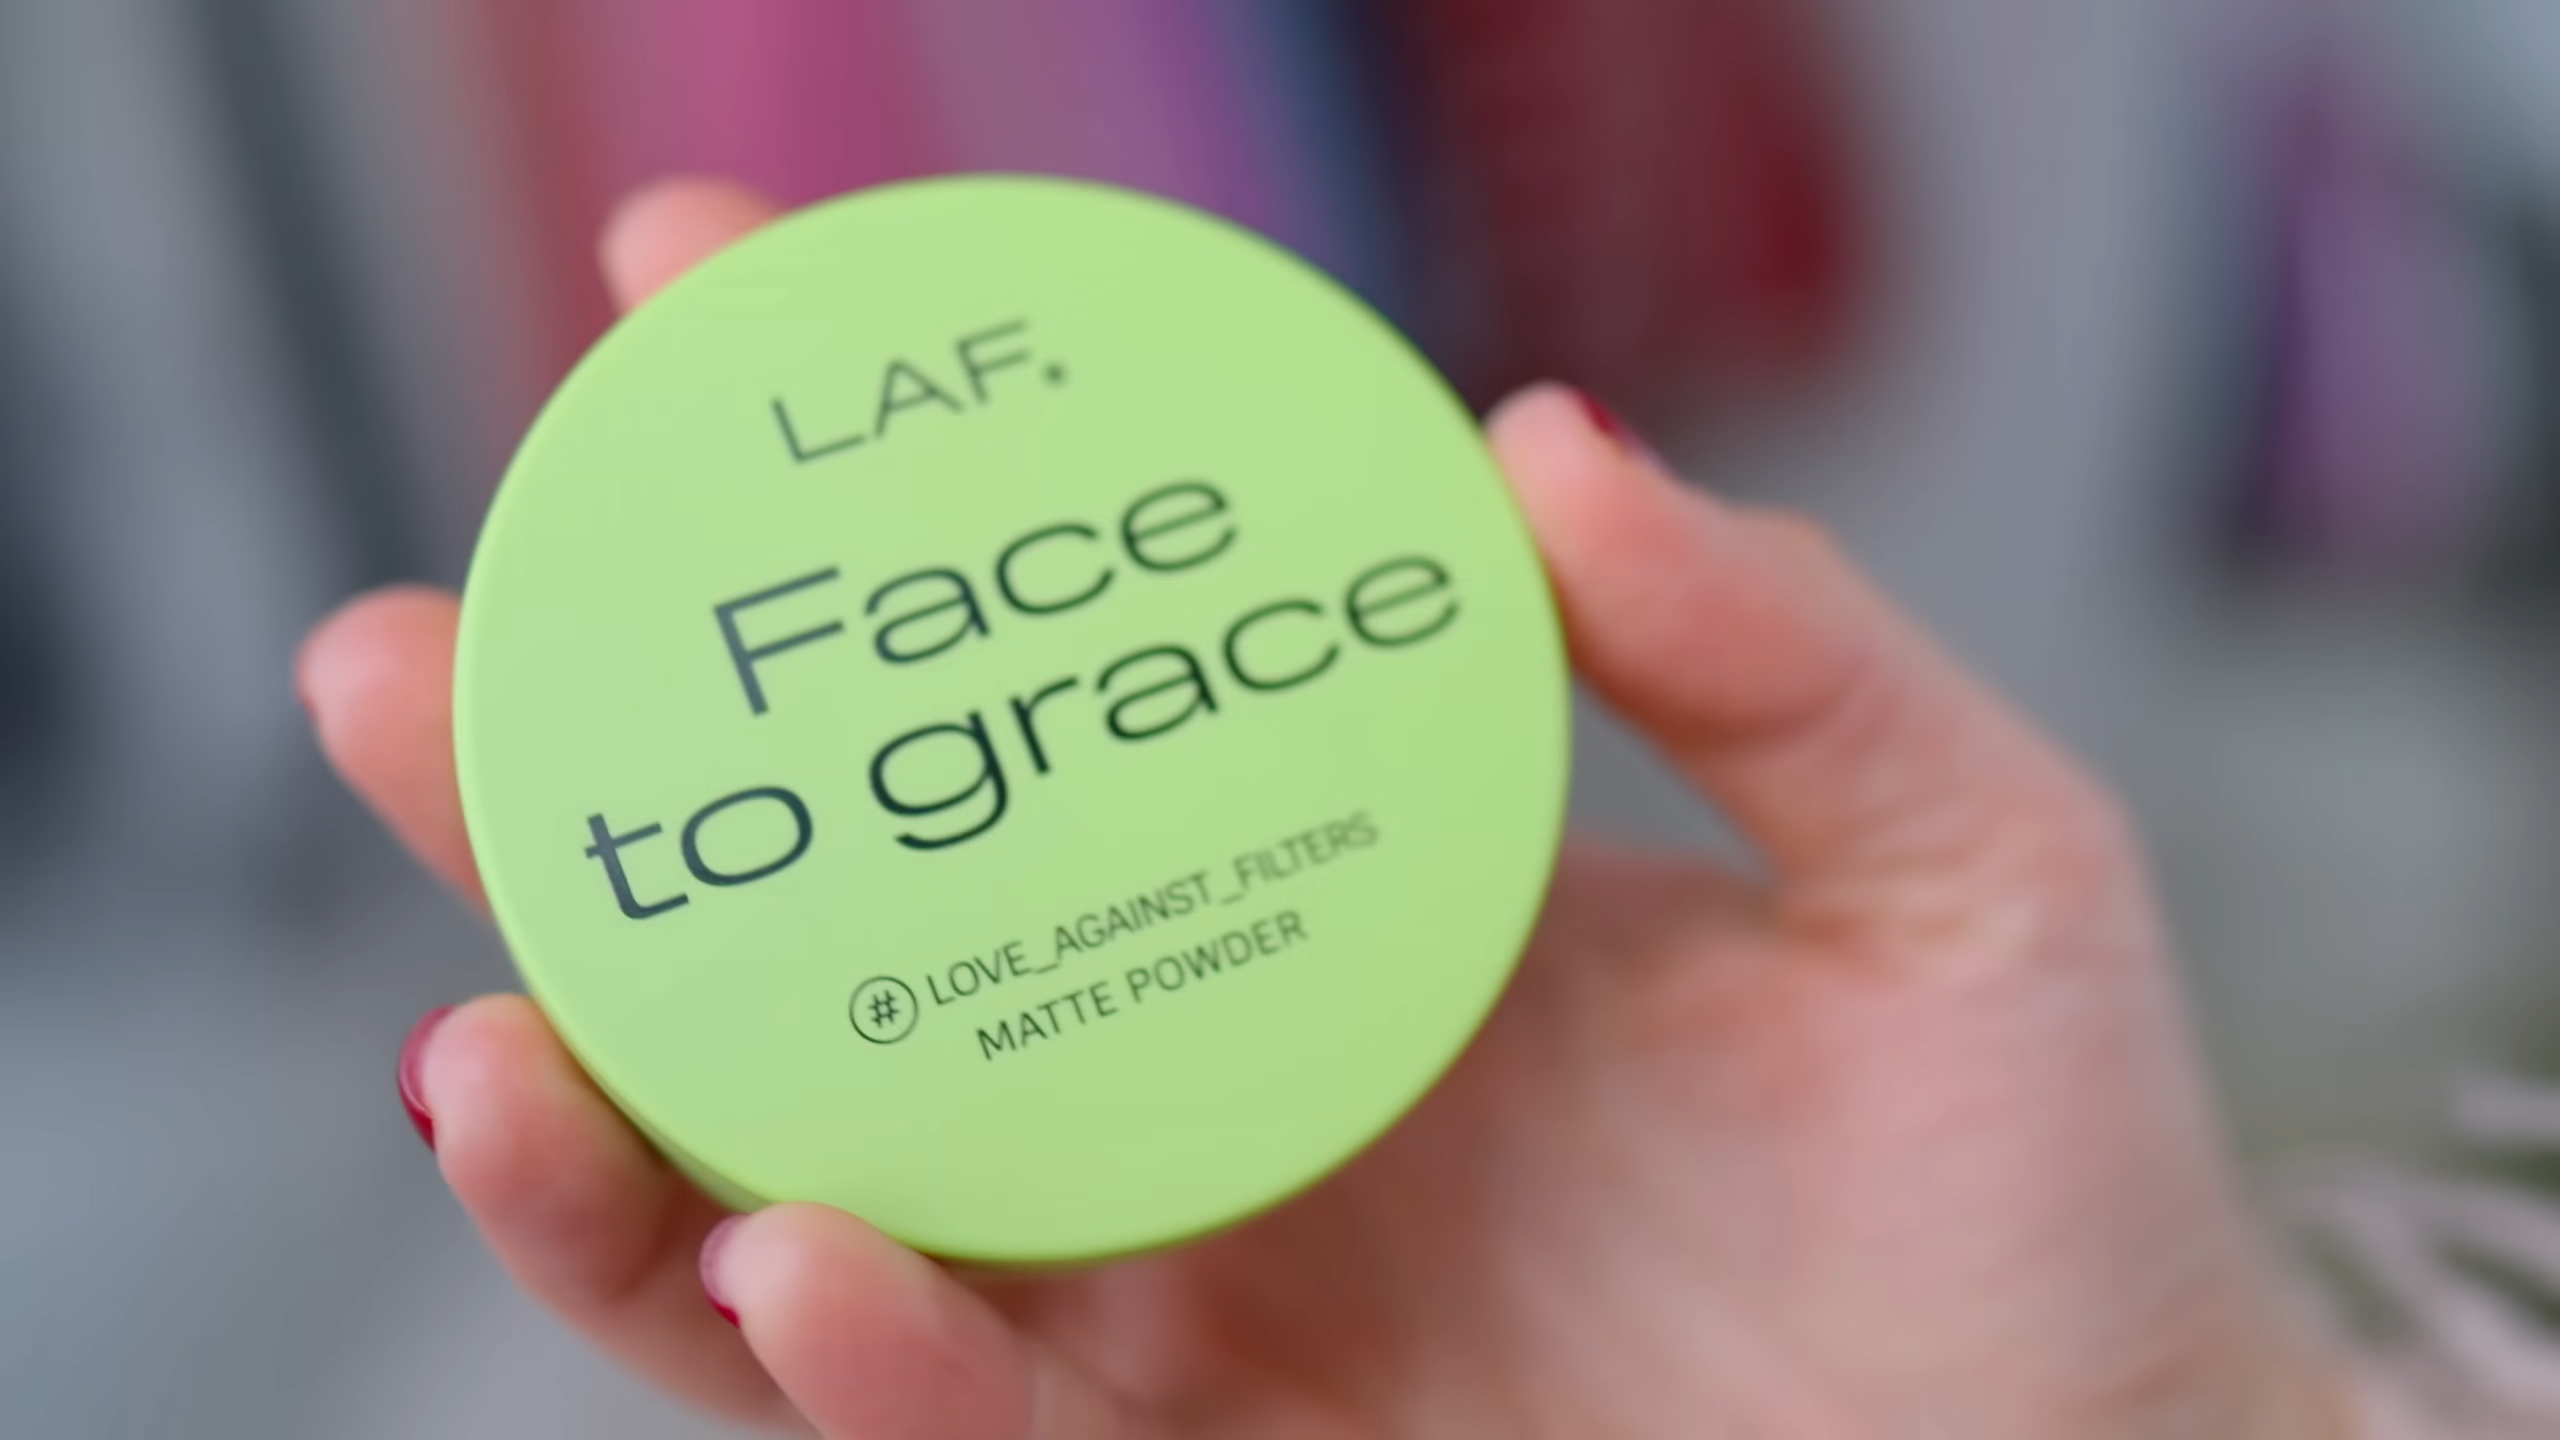 LAF.
Face
to grace
# LOVE_AGAINST_FILTERS
MATTE POWDER